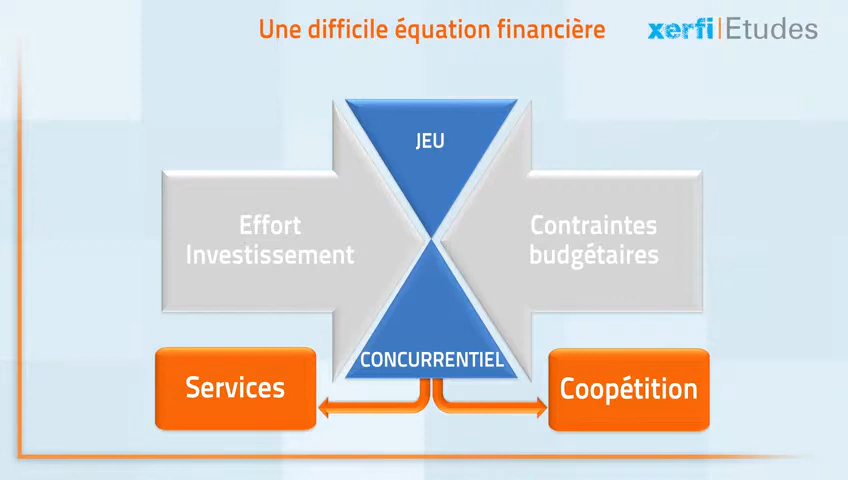 Une difficile équation financière
xerfi|Etudes
JEU
Effort
Investissement
Contraintes
budgétaires
CONCURRENTIEL
Services
Coopétition